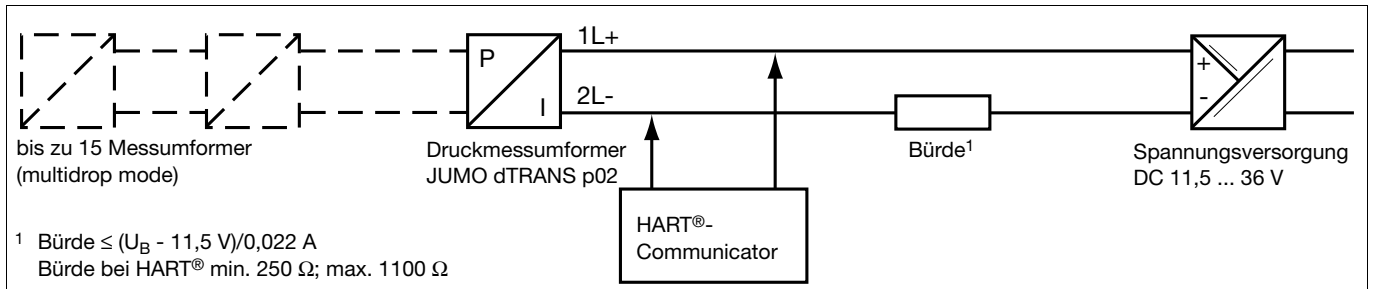 1L+
P
I
2L-
+
-
bis zu 15 Messumformer
(multidrop mode)
Druckmessumformer
JUMO dTRANS p02
Bürde¹
Spannungsversorgung
DC 11,5 ... 36 V
HART®-
Communicator
¹ Bürde ≤ (U_B - 11,5 V)/0,022 A
Bürde bei HART® min. 250 Ω; max. 1100 Ω